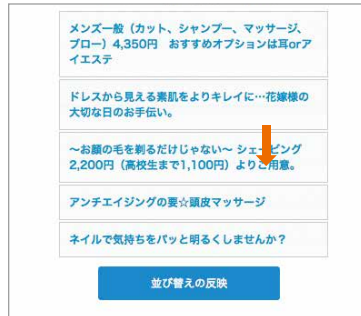 メンズ一般（カット、シャンプー、マッサージ、
ブロー）4,350円　おすすめオプションは耳orア
イエステ
ドレスから見える素肌をよりキレイに…花嫁様の
大切な日のお手伝い。
～お顔の毛を剃るだけじゃない～ シェービング
2,200円（高校生まで1,100円）よりご用意。
アンチエイジングの要☆頭皮マッサージ
ネイルで気持ちをパッと明るくしませんか？
並び替えの反映